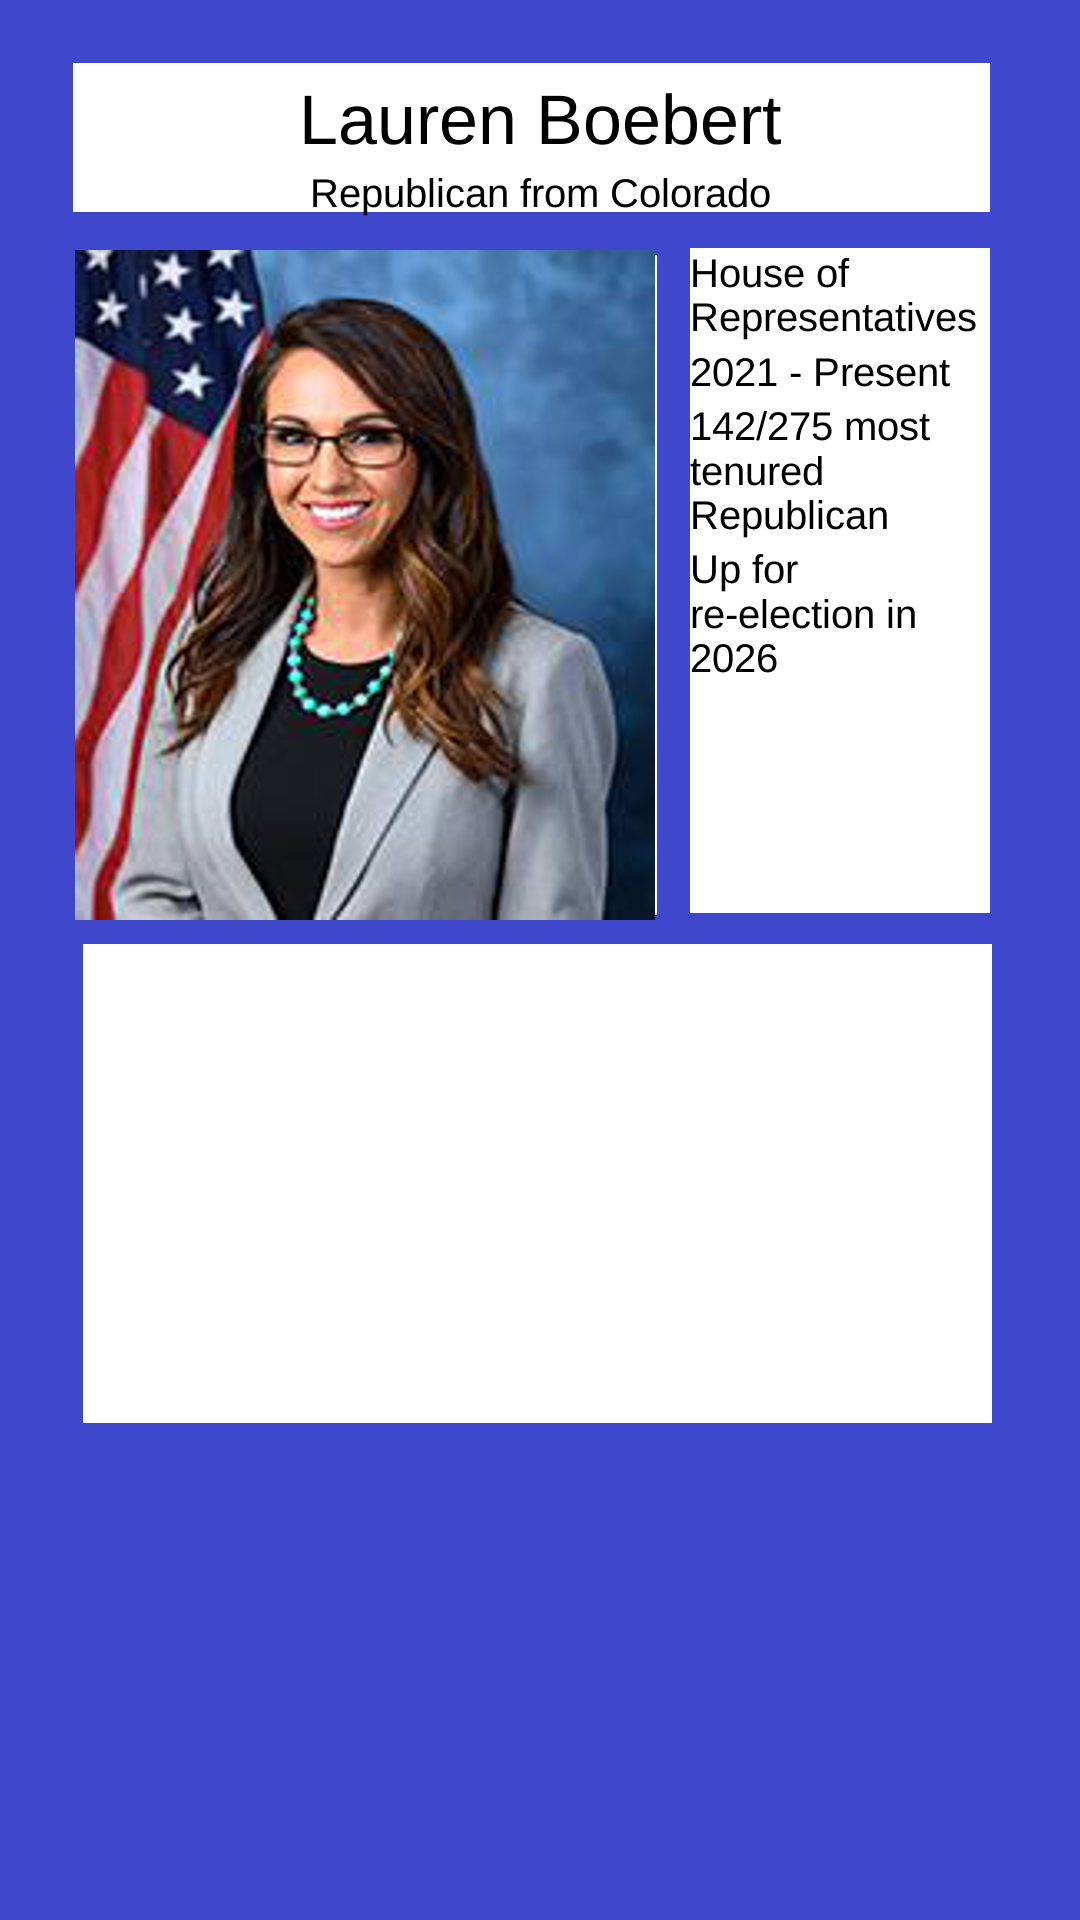 Lauren Boebert
Republican from Colorado
House of
Representatives
2021 - Present
142/275 most
tenured
Republican
Up for
re-election in
2026